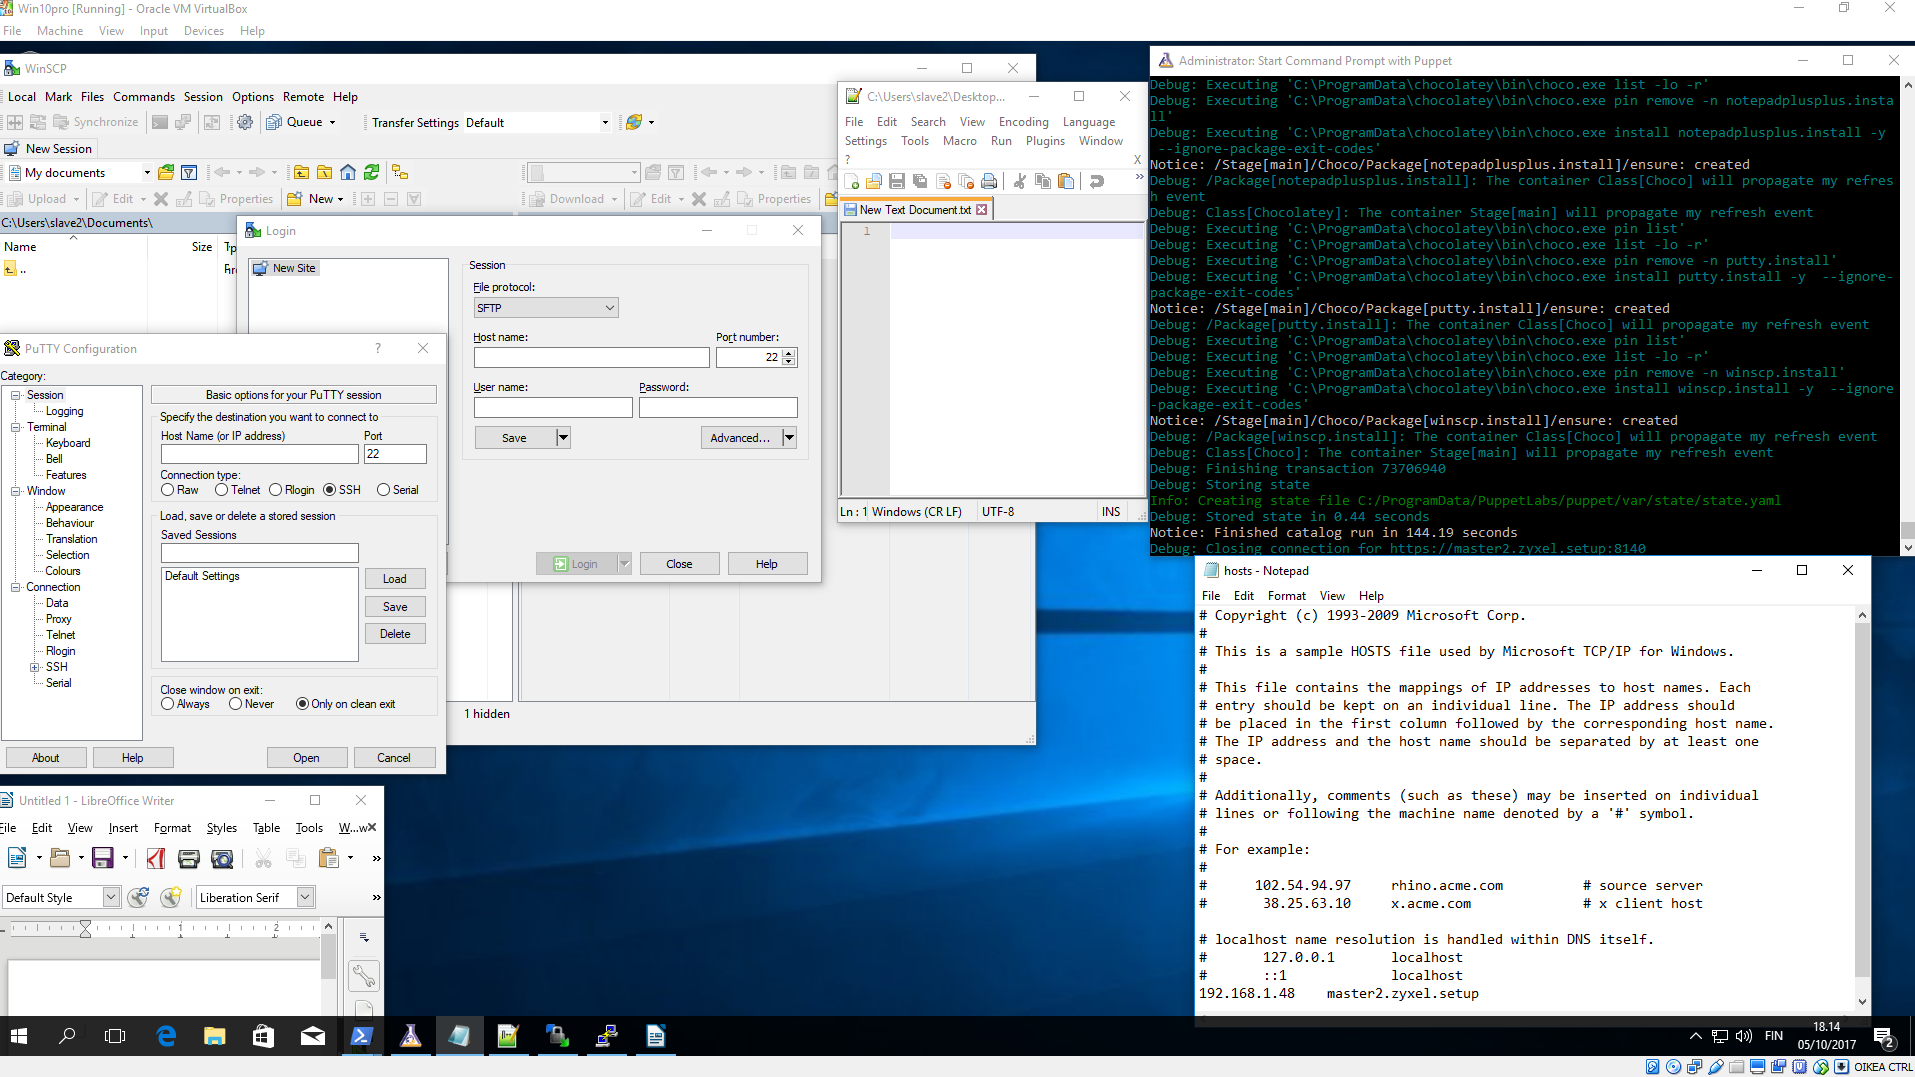 Win10pro [Running] - Oracle VM VirtualBox
File Machine View Input Devices Help
WinSCP
Local Mark Files Commands Session Options Remote Help
Synchronize Queue Transfer Settings Default
New Session
My documents
Upload Edit Properties New Download Edit Properties
C:\Users\slave2\Documents\
Name Size
..
1 hidden
Login
New Site
Session
File protocol:
SFTP
Host name: Port number:
22
User name: Password:
Save Advanced...
Login Close Help
PuTTY Configuration ?
Category:
Session
Logging
Terminal
Keyboard
Bell
Features
Window
Appearance
Behaviour
Translation
Selection
Colours
Connection
Data
Proxy
Telnet
Rlogin
SSH
Serial
Basic options for your PuTTY session
Specify the destination you want to connect to
Host Name (or IP address) Port
22
Connection type:
Raw Telnet Rlogin SSH Serial
Load, save or delete a stored session
Saved Sessions
Default Settings
Load
Save
Delete
Close window on exit:
Always Never Only on clean exit
About Help Open Cancel
Untitled 1 - LibreOffice Writer
File Edit View Insert Format Styles Table Tools W...w
Default Style Liberation Serif
1 2
C:\Users\slave2\Desktop...
File Edit Search View Encoding Language
Settings Tools Macro Run Plugins Window
? X
New Text Document.txt
1
Ln : 1 Windows (CR LF) UTF-8 INS
Administrator: Start Command Prompt with Puppet
Debug: Executing 'C:\ProgramData\chocolatey\bin\choco.exe list -lo -r'
Debug: Executing 'C:\ProgramData\chocolatey\bin\choco.exe pin remove -n notepadplusplus.insta
ll'
Debug: Executing 'C:\ProgramData\chocolatey\bin\choco.exe install notepadplusplus.install -y
 --ignore-package-exit-codes'
Notice: /Stage[main]/Choco/Package[notepadplusplus.install]/ensure: created
Debug: /Package[notepadplusplus.install]: The container Class[Choco] will propagate my refres
h event
Debug: Class[Chocolatey]: The container Stage[main] will propagate my refresh event
Debug: Executing 'C:\ProgramData\chocolatey\bin\choco.exe pin list'
Debug: Executing 'C:\ProgramData\chocolatey\bin\choco.exe list -lo -r'
Debug: Executing 'C:\ProgramData\chocolatey\bin\choco.exe pin remove -n putty.install'
Debug: Executing 'C:\ProgramData\chocolatey\bin\choco.exe install putty.install -y  --ignore-
package-exit-codes'
Notice: /Stage[main]/Choco/Package[putty.install]/ensure: created
Debug: /Package[putty.install]: The container Class[Choco] will propagate my refresh event
Debug: Executing 'C:\ProgramData\chocolatey\bin\choco.exe pin list'
Debug: Executing 'C:\ProgramData\chocolatey\bin\choco.exe list -lo -r'
Debug: Executing 'C:\ProgramData\chocolatey\bin\choco.exe pin remove -n winscp.install'
Debug: Executing 'C:\ProgramData\chocolatey\bin\choco.exe install winscp.install -y  --ignore
-package-exit-codes'
Notice: /Stage[main]/Choco/Package[winscp.install]/ensure: created
Debug: /Package[winscp.install]: The container Class[Choco] will propagate my refresh event
Debug: Class[Choco]: The container Stage[main] will propagate my refresh event
Debug: Finishing transaction 73706940
Debug: Storing state
Info: Creating state file C:/ProgramData/PuppetLabs/puppet/var/state/state.yaml
Debug: Stored state in 0.44 seconds
Notice: Finished catalog run in 144.19 seconds
Debug: Closing connection for https://master2.zyxel.setup:8140
hosts - Notepad
File Edit Format View Help
# Copyright (c) 1993-2009 Microsoft Corp.
#
# This is a sample HOSTS file used by Microsoft TCP/IP for Windows.
#
# This file contains the mappings of IP addresses to host names. Each
# entry should be kept on an individual line. The IP address should
# be placed in the first column followed by the corresponding host name.
# The IP address and the host name should be separated by at least one
# space.
#
# Additionally, comments (such as these) may be inserted on individual
# lines or following the machine name denoted by a '#' symbol.
#
# For example:
#
#      102.54.94.97     rhino.acme.com          # source server
#       38.25.63.10     x.acme.com              # x client host
# localhost name resolution is handled within DNS itself.
#       127.0.0.1       localhost
#       ::1             localhost
192.168.1.48    master2.zyxel.setup
FIN
18.14
05/10/2017
2
OIKEA CTRL